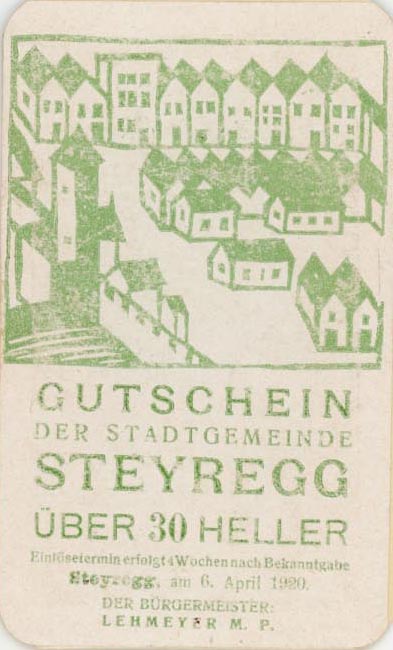 GUTSCHEIN
DER STADTGEMEINDE
STEYREGG
ÜBER 30 HELLER
Einlösetermin erfolgt 4 Wochen nach Bekanntgabe
Steyregg, am 6. April 1920.
DER BÜRGERMEISTER:
LEHMEYER M. P.